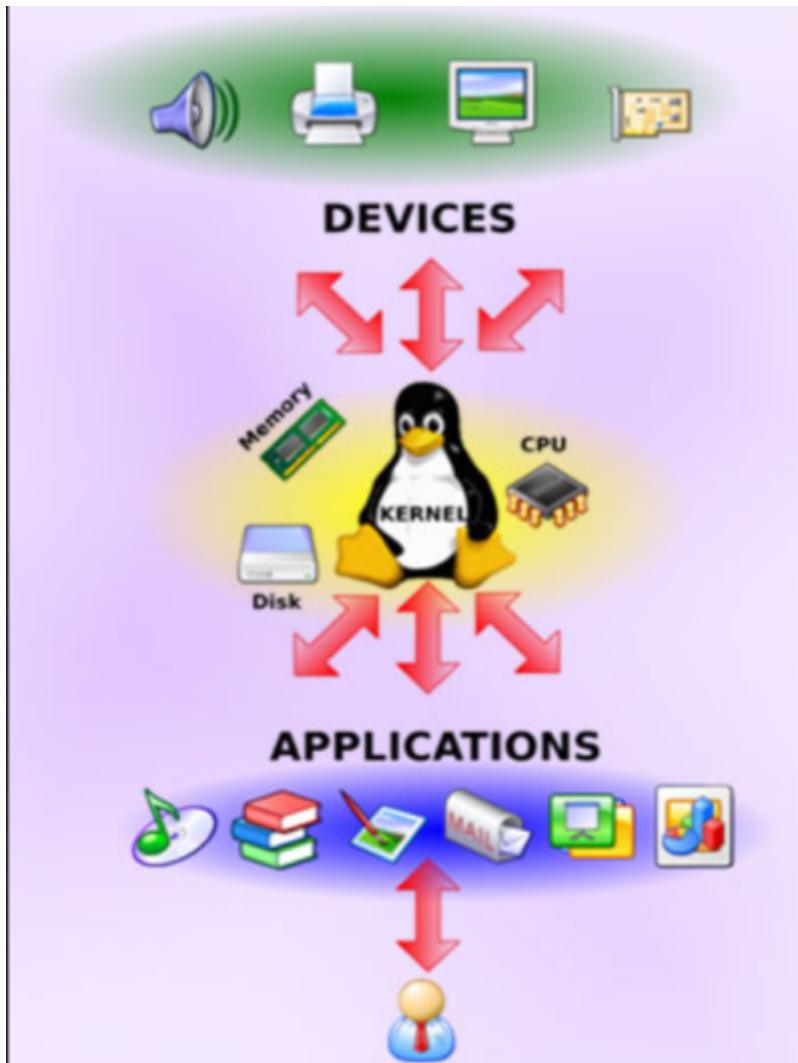 DEVICES
Memory
CPU
KERNEL
Disk
APPLICATIONS
MAIL